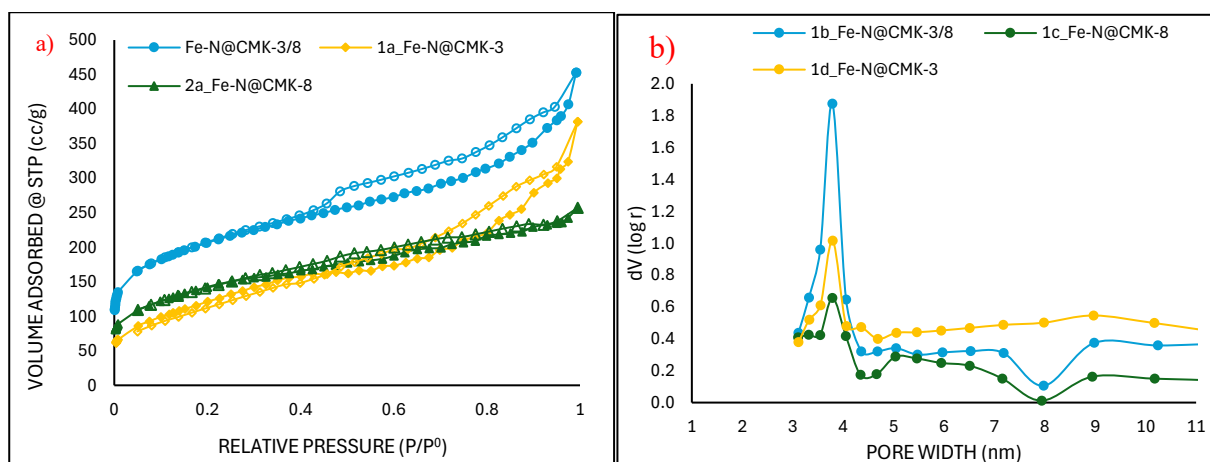 a)
Fe-N@CMK-3/8
1a_Fe-N@CMK-3
2a_Fe-N@CMK-8
500
450
400
350
300
250
200
150
100
50
0
VOLUME ADSORBED @ STP (cc/g)
0 0.2 0.4 0.6 0.8 1
RELATIVE PRESSURE (P/P⁰)
b)
1b_Fe-N@CMK-3/8
1c_Fe-N@CMK-8
1d_Fe-N@CMK-3
2.0
1.8
1.6
1.4
1.2
1.0
0.8
0.6
0.4
0.2
0.0
dV (log r)
1 2 3 4 5 6 7 8 9 10 11
PORE WIDTH (nm)